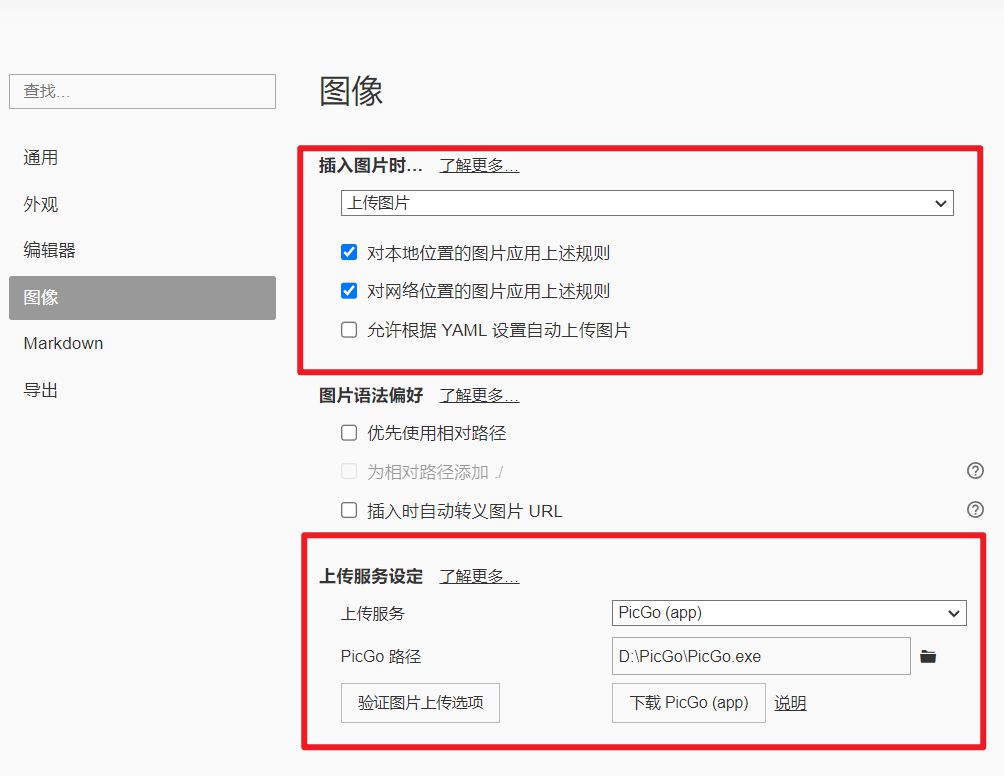 查找...
通用
外观
编辑器
图像
Markdown
导出
图像
插入图片时... 了解更多...
上传图片
对本地位置的图片应用上述规则
对网络位置的图片应用上述规则
允许根据 YAML 设置自动上传图片
图片语法偏好 了解更多...
优先使用相对路径
为相对路径添加 ./
插入时自动转义图片 URL
上传服务设定 了解更多...
上传服务 PicGo (app)
PicGo 路径 D:\PicGo\PicGo.exe
验证图片上传选项 下载 PicGo (app) 说明